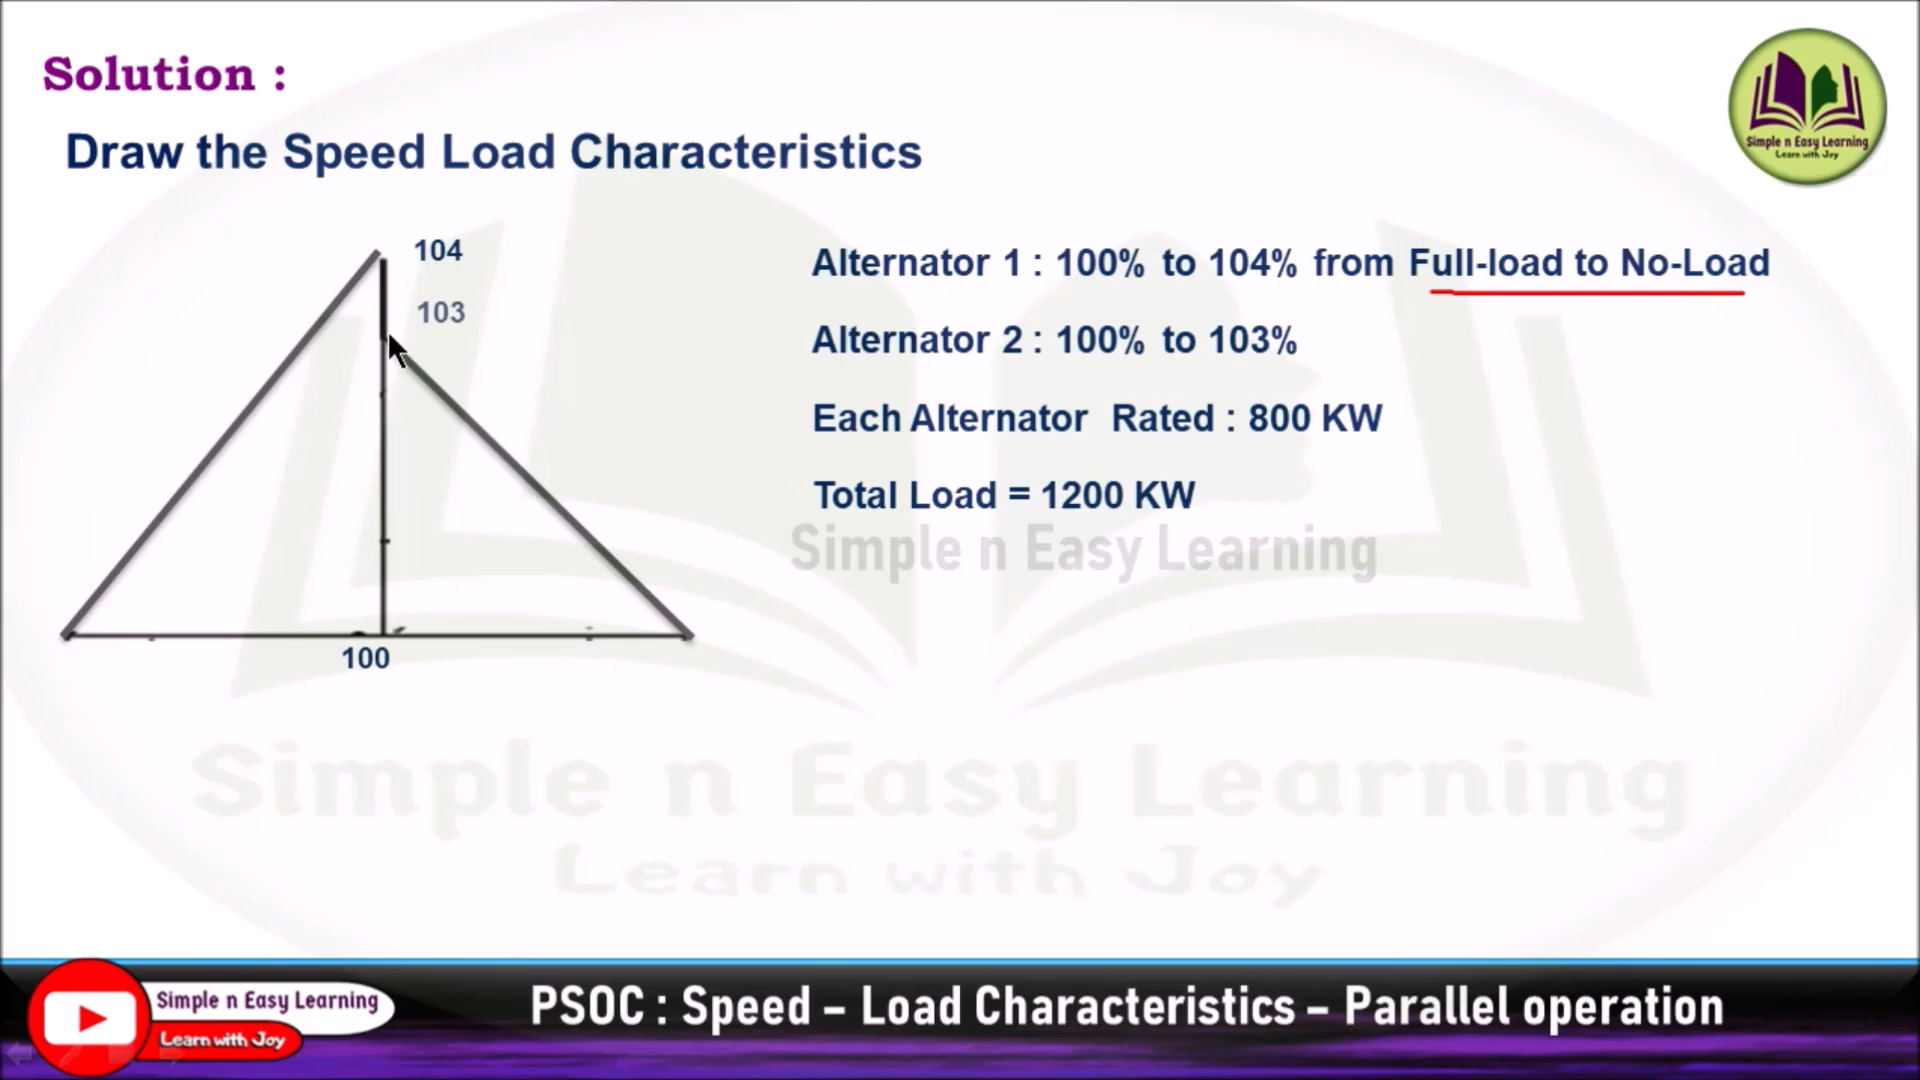 Solution :
Simple n Easy Learning
Learn with Joy
Draw the Speed Load Characteristics
104
103
100
Alternator 1 : 100% to 104% from Full-load to No-Load
Alternator 2 : 100% to 103%
Each Alternator Rated : 800 KW
Total Load = 1200 KW
Simple n Easy Learning
Simple n Easy Learning
Learn with Joy
Simple n Easy Learning
Learn with Joy
PSOC : Speed – Load Characteristics – Parallel operation